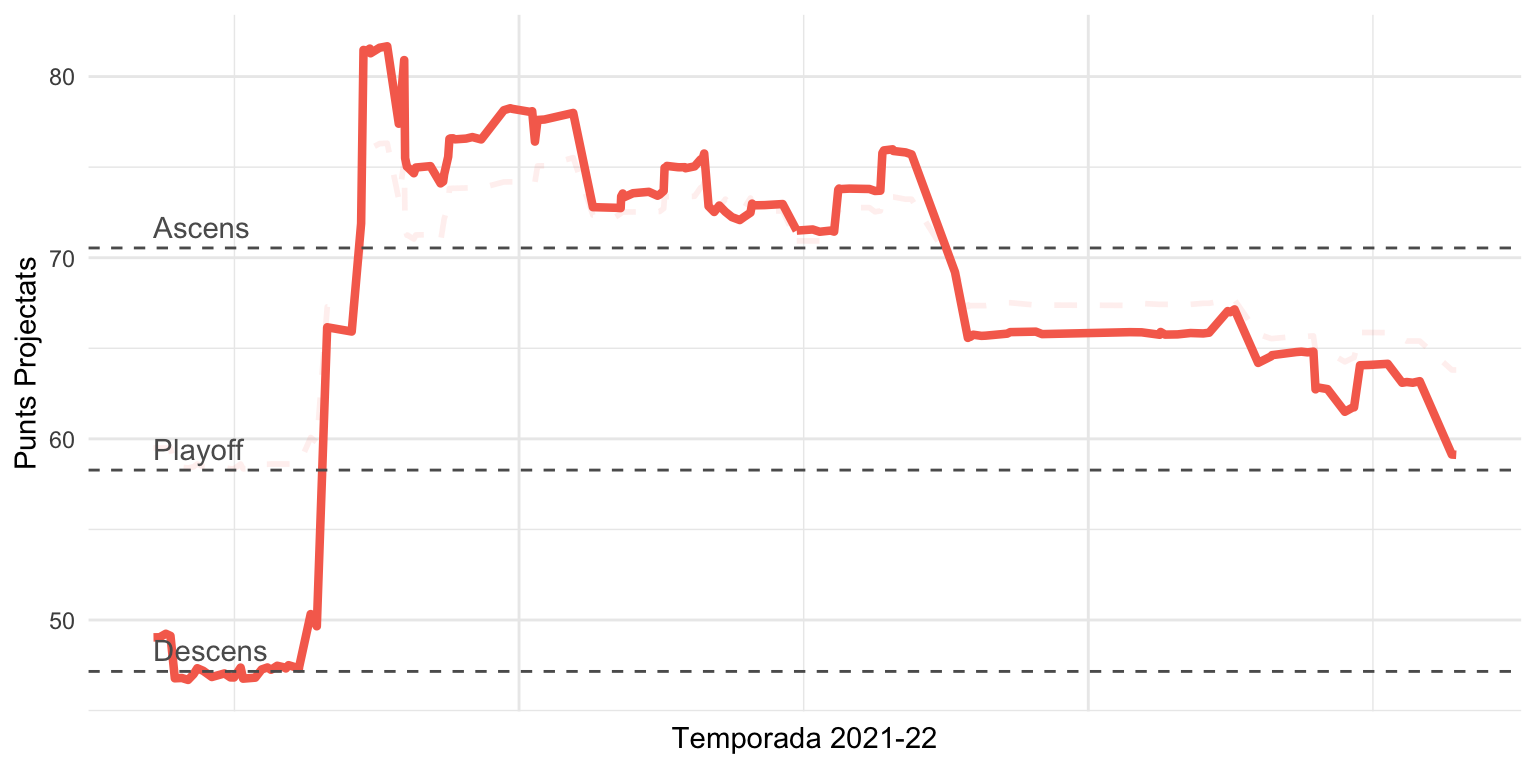 80
Ascens
70
Punts Projectats
Playoff
60
50
Descens
Temporada 2021-22